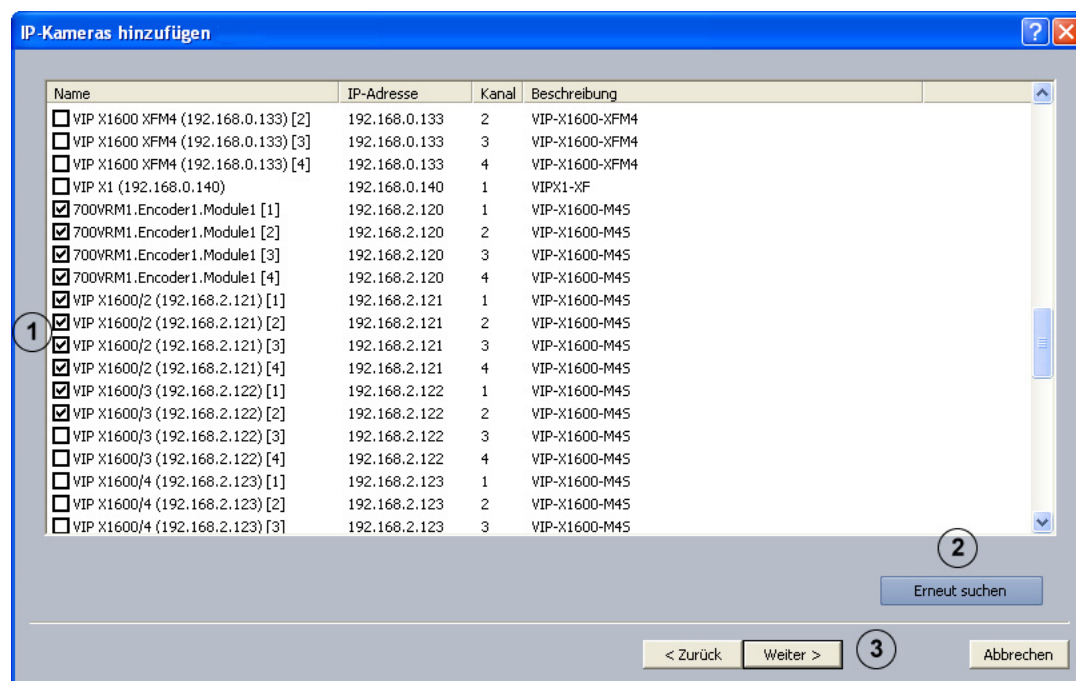 IP-Kameras hinzufügen
Name IP-Adresse Kanal Beschreibung
VIP X1600 XFM4 (192.168.0.133) [2] 192.168.0.133 2 VIP-X1600-XFM4
VIP X1600 XFM4 (192.168.0.133) [3] 192.168.0.133 3 VIP-X1600-XFM4
VIP X1600 XFM4 (192.168.0.133) [4] 192.168.0.133 4 VIP-X1600-XFM4
VIP X1 (192.168.0.140) 192.168.0.140 1 VIPX1-XF
700VRM1.Encoder1.Module1 [1] 192.168.2.120 1 VIP-X1600-M4S
700VRM1.Encoder1.Module1 [2] 192.168.2.120 2 VIP-X1600-M4S
700VRM1.Encoder1.Module1 [3] 192.168.2.120 3 VIP-X1600-M4S
700VRM1.Encoder1.Module1 [4] 192.168.2.120 4 VIP-X1600-M4S
VIP X1600/2 (192.168.2.121) [1] 192.168.2.121 1 VIP-X1600-M4S
VIP X1600/2 (192.168.2.121) [2] 192.168.2.121 2 VIP-X1600-M4S
1
VIP X1600/2 (192.168.2.121) [3] 192.168.2.121 3 VIP-X1600-M4S
VIP X1600/2 (192.168.2.121) [4] 192.168.2.121 4 VIP-X1600-M4S
VIP X1600/3 (192.168.2.122) [1] 192.168.2.122 1 VIP-X1600-M4S
VIP X1600/3 (192.168.2.122) [2] 192.168.2.122 2 VIP-X1600-M4S
VIP X1600/3 (192.168.2.122) [3] 192.168.2.122 3 VIP-X1600-M4S
VIP X1600/3 (192.168.2.122) [4] 192.168.2.122 4 VIP-X1600-M4S
VIP X1600/4 (192.168.2.123) [1] 192.168.2.123 1 VIP-X1600-M4S
VIP X1600/4 (192.168.2.123) [2] 192.168.2.123 2 VIP-X1600-M4S
VIP X1600/4 (192.168.2.123) [3] 192.168.2.123 3 VIP-X1600-M4S
2
Erneut suchen
< Zurück Weiter > 3 Abbrechen